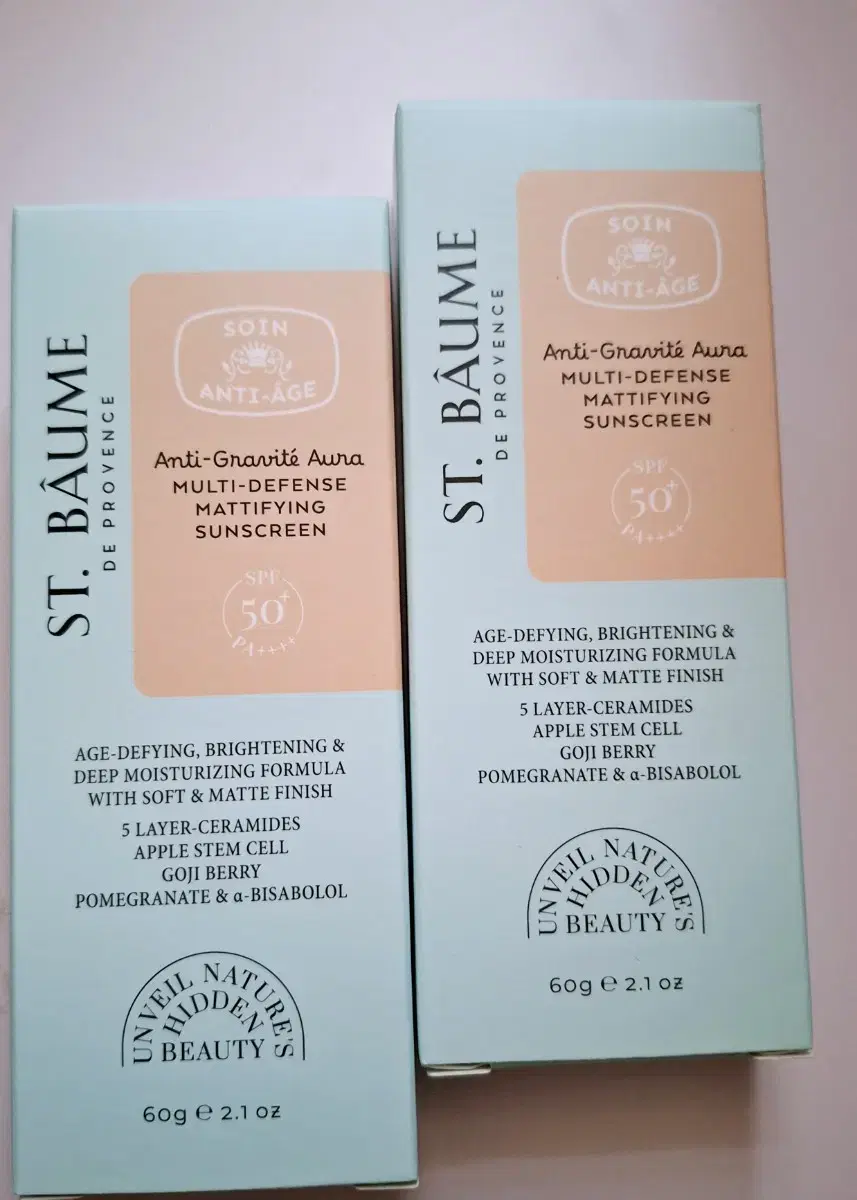 ST. BÂUME
DE PROVENCE
SOIN
ANTI-ÂGE
Anti-Gravité Aura
MULTI-DEFENSE
MATTIFYING
SUNSCREEN
SPF
50+
PA++++
AGE-DEFYING, BRIGHTENING &
DEEP MOISTURIZING FORMULA
WITH SOFT & MATTE FINISH
5 LAYER-CERAMIDES
APPLE STEM CELL
GOJI BERRY
POMEGRANATE & α-BISABOLOL
UNVEIL NATURE'S
HIDDEN
BEAUTY
60g ℮ 2.1 oz
ST. BÂUME
DE PROVENCE
SOIN
ANTI-ÂGE
Anti-Gravité Aura
MULTI-DEFENSE
MATTIFYING
SUNSCREEN
SPF
50+
PA++++
AGE-DEFYING, BRIGHTENING &
DEEP MOISTURIZING FORMULA
WITH SOFT & MATTE FINISH
5 LAYER-CERAMIDES
APPLE STEM CELL
GOJI BERRY
POMEGRANATE & α-BISABOLOL
UNVEIL NATURE'S
HIDDEN
BEAUTY
60g ℮ 2.1 oz